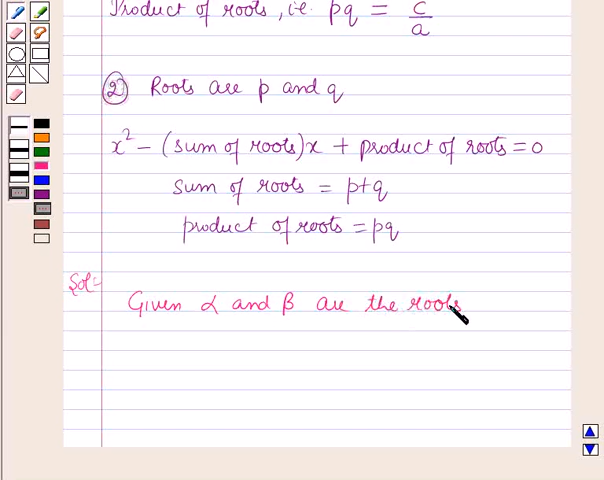 Product of roots, i.e. pq = c/a
② Roots are p and q
x² - (sum of roots)x + product of roots = 0
sum of roots = p+q
product of roots = pq
Sol:-
Given α and β are the roots